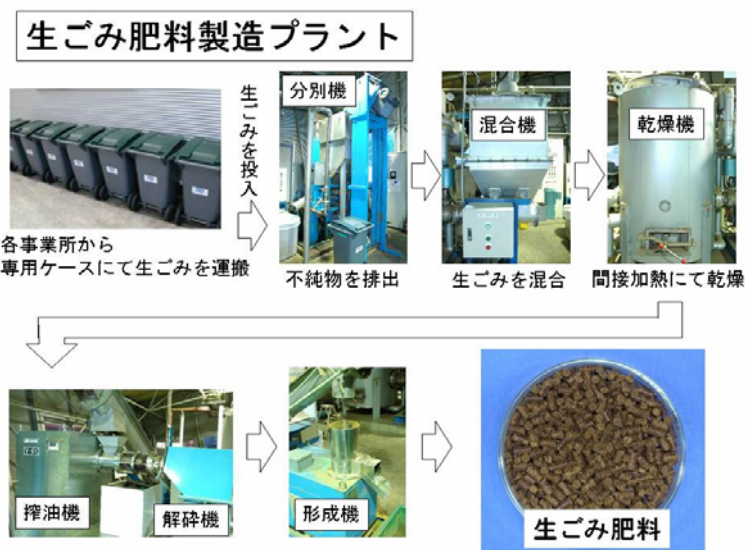 生ごみ肥料製造プラント
生ごみを投入
分別機
混合機
乾燥機
各事業所から
専用ケースにて生ごみを運搬
不純物を排出
生ごみを混合
間接加熱にて乾燥
搾油機
解砕機
形成機
生ごみ肥料